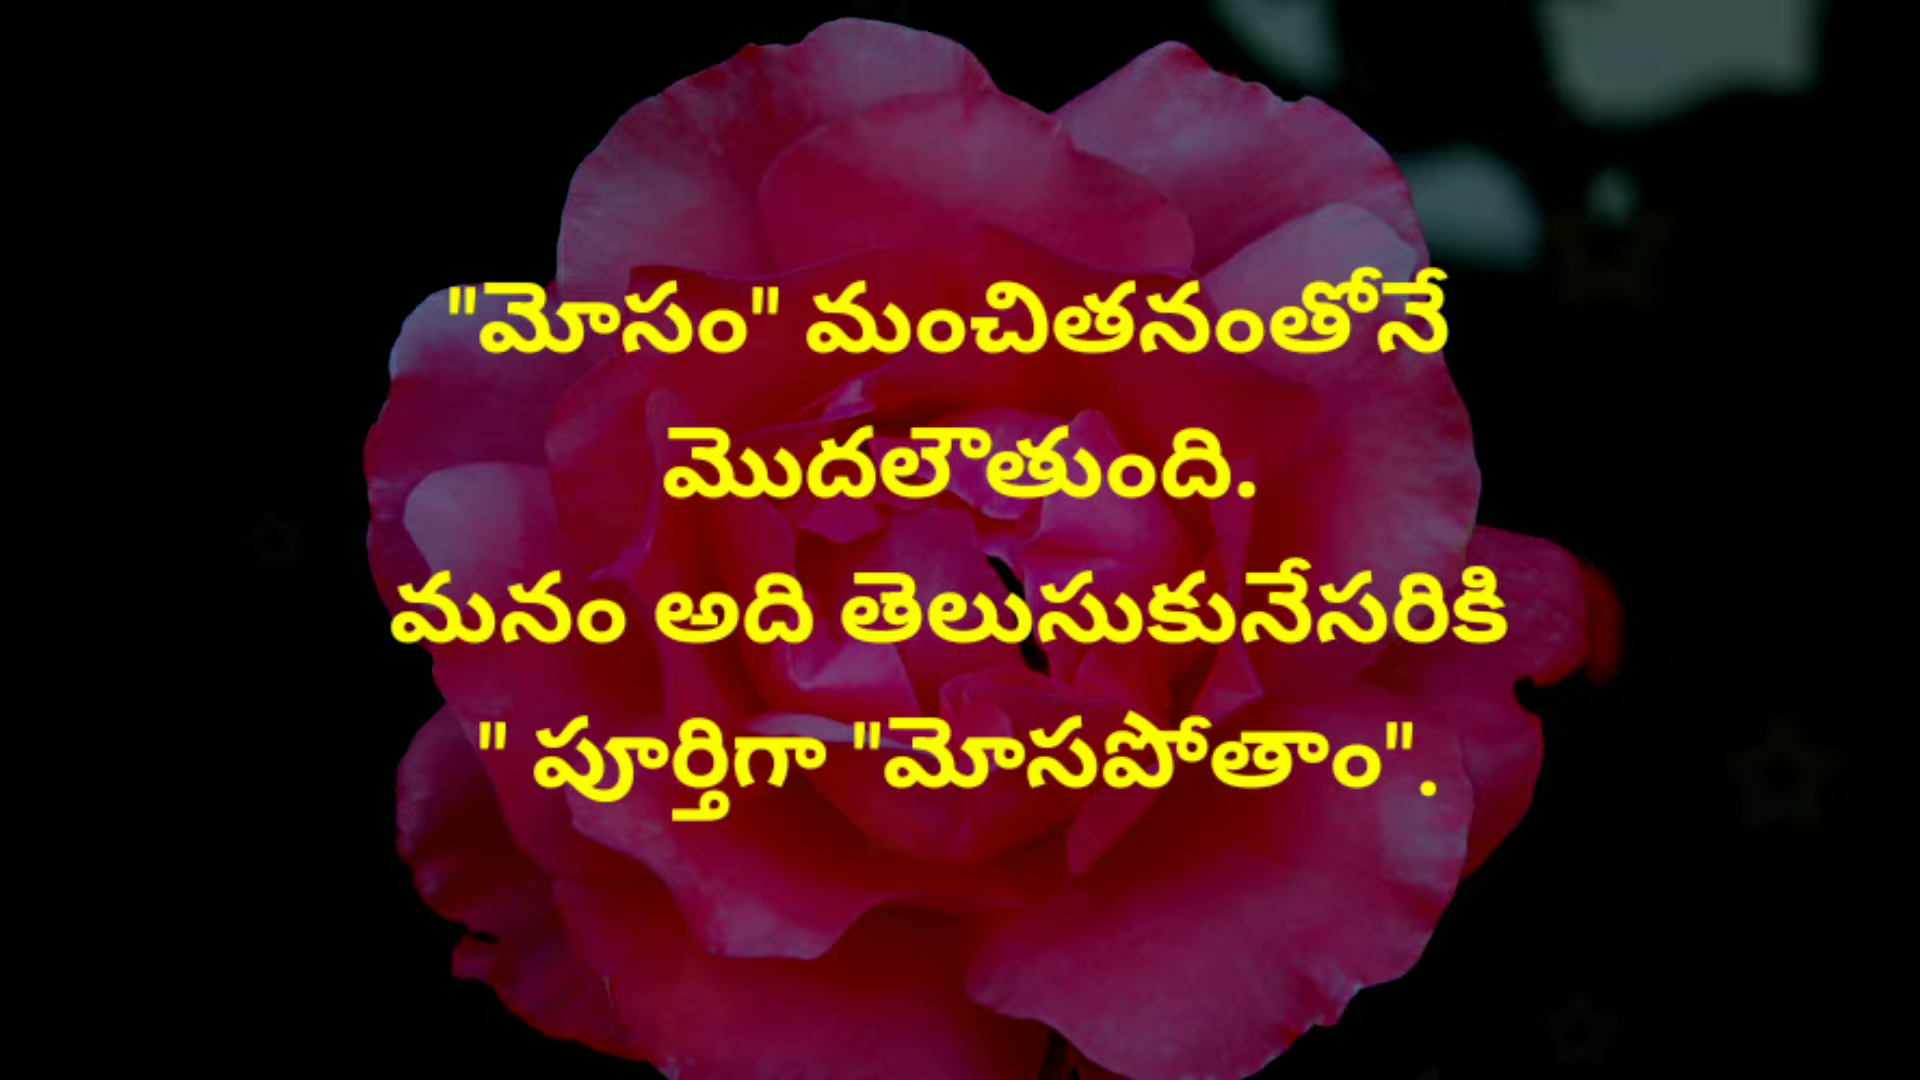 "మోసం" మంచితనంతోనే
మొదలౌతుంది.
మనం అది తెలుసుకునేసరికి
" పూర్తిగా "మోసపోతాం".